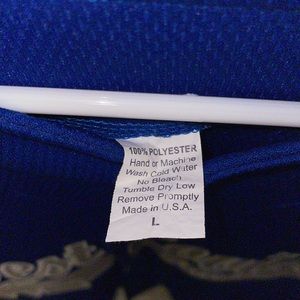 100% POLYESTER
Hand or Machine
Wash Cold Water
No Bleach
Tumble Dry Low
Remove Promptly
Made in U.S.A.
L